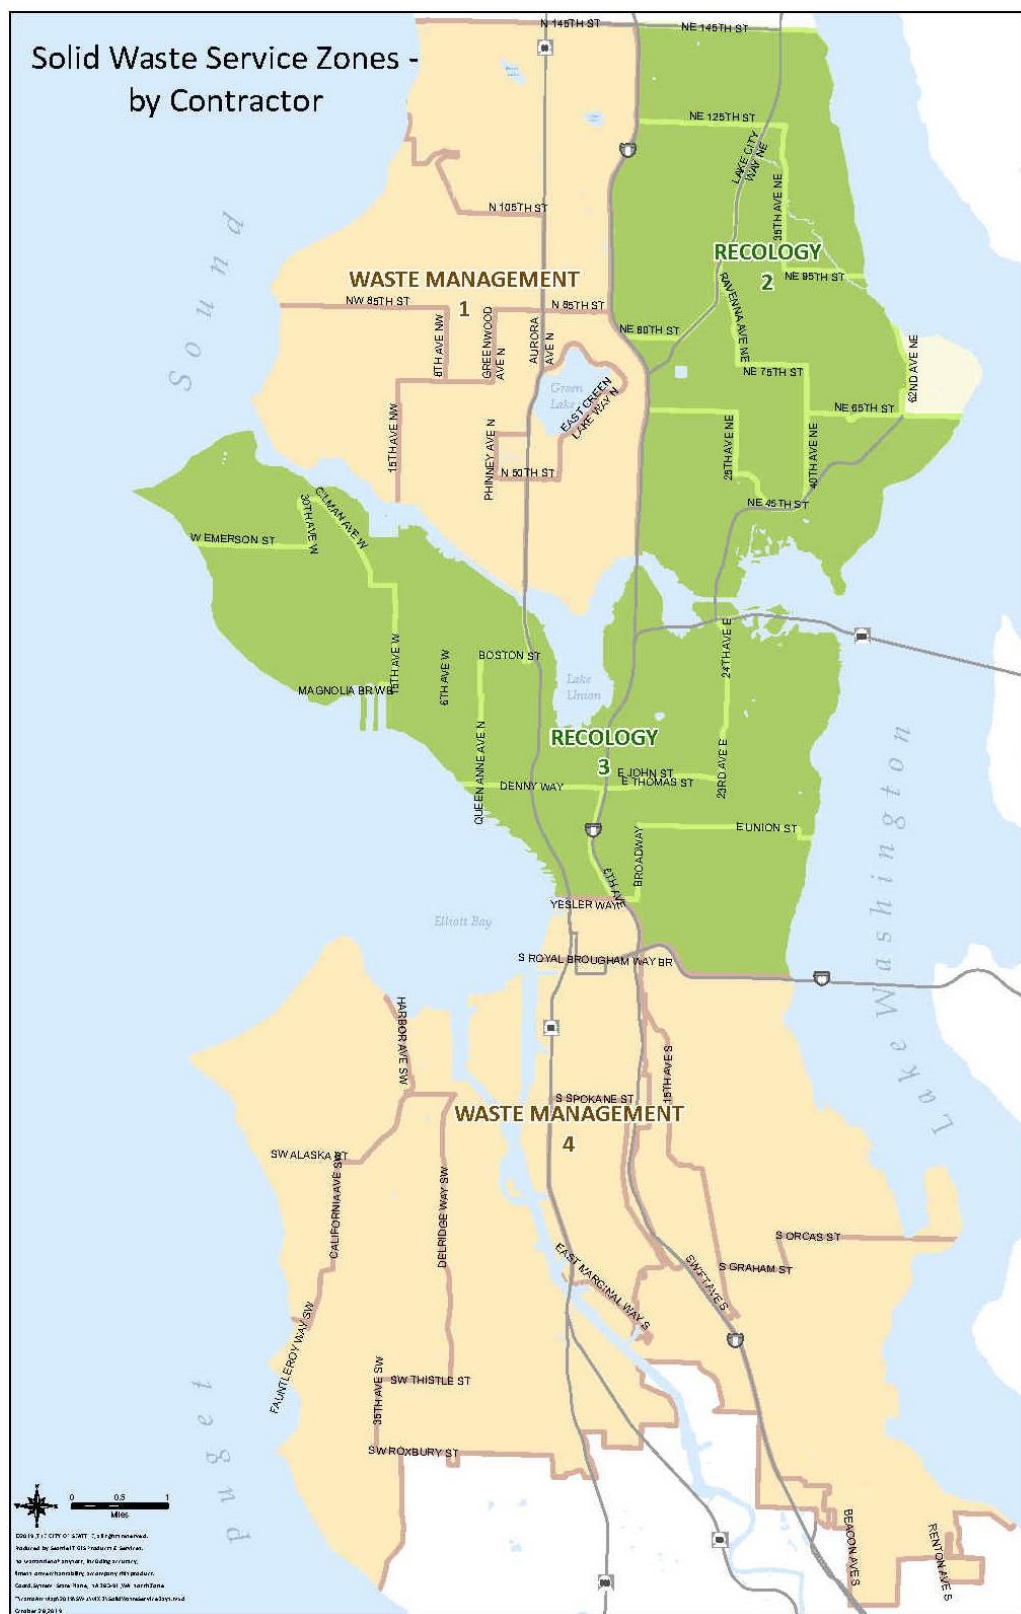 Solid Waste Service Zones -
by Contractor
N 145TH ST
NE 145TH ST
NE 125TH ST
LAKE CITY
WAY NE
35TH AVE NE
N 105TH ST
RECOLOGY
2
NE 95TH ST
WASTE MANAGEMENT
1
NW 85TH ST
N 85TH ST
8TH AVE NW
GREENWOOD
AVE N
AURORA
AVE N
NE 80TH ST
RAVENNA AVE NE
NE 75TH ST
62ND AVE NE
NE 65TH ST
Green
Lake
EAST GREEN
LAKE WAY N
15TH AVE NW
PHINNEY AVE N
N 50TH ST
25TH AVE NE
40TH AVE NE
NE 45TH ST
GILMAN AVE W
30TH AVE W
W EMERSON ST
15TH AVE W
6TH AVE W
BOSTON ST
MAGNOLIA BR WB
QUEEN ANNE AVE N
Lake
Union
24TH AVE E
RECOLOGY
3
E JOHN ST
E THOMAS ST
DENNY WAY
23RD AVE E
E UNION ST
BROADWAY
6TH AVE
YESLER WAY
Elliott Bay
S ROYAL BROUGHAM WAY BR
HARBOR AVE SW
15TH AVE S
S SPOKANE ST
WASTE MANAGEMENT
4
SW ALASKA ST
CALIFORNIA AVE SW
DELRIDGE WAY SW
S ORCAS ST
S GRAHAM ST
SWIFT AVE S
EAST MARGINAL WAY S
FAUNTLEROY WAY SW
35TH AVE SW
SW THISTLE ST
SW ROXBURY ST
BEACON AVE S
RENTON AVE S
Puget Sound
Lake Washington
0 0.5 1
Miles
October 29, 2019